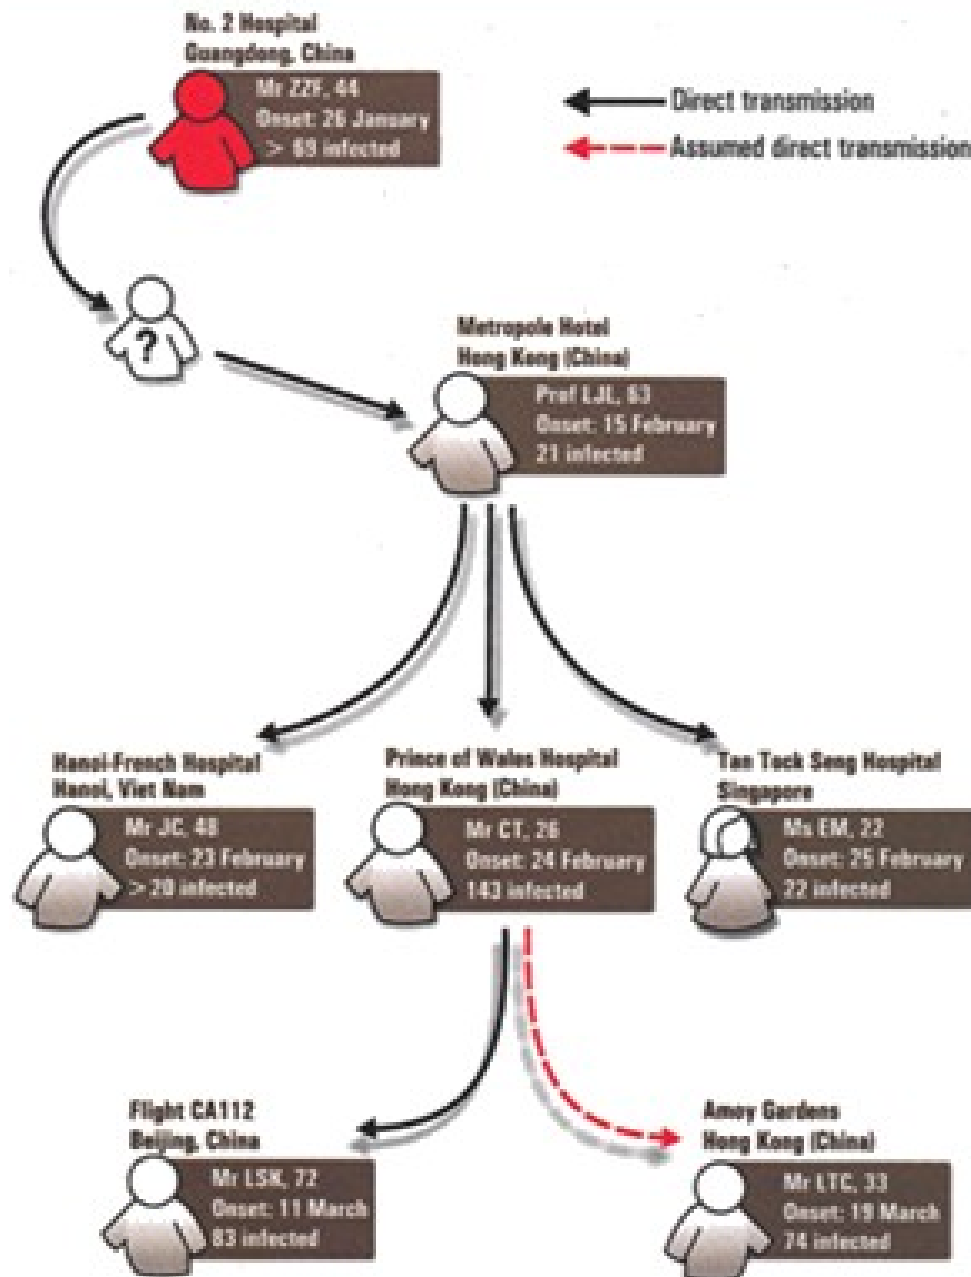 No. 2 Hospital
Guangdong, China
Mr ZZF, 44
Onset: 26 January
> 69 infected
Direct transmission
Assumed direct transmission
?
Metropole Hotel
Hong Kong (China)
Prof LJL, 63
Onset: 15 February
21 infected
Hanoi-French Hospital
Hanoi, Viet Nam
Mr JC, 48
Onset: 23 February
> 20 infected
Prince of Wales Hospital
Hong Kong (China)
Mr CT, 26
Onset: 24 February
143 infected
Tan Tock Seng Hospital
Singapore
Ms EM, 22
Onset: 25 February
22 infected
Flight CA112
Beijing, China
Mr LSK, 72
Onset: 11 March
83 infected
Amoy Gardens
Hong Kong (China)
Mr LTC, 33
Onset: 19 March
24 infected